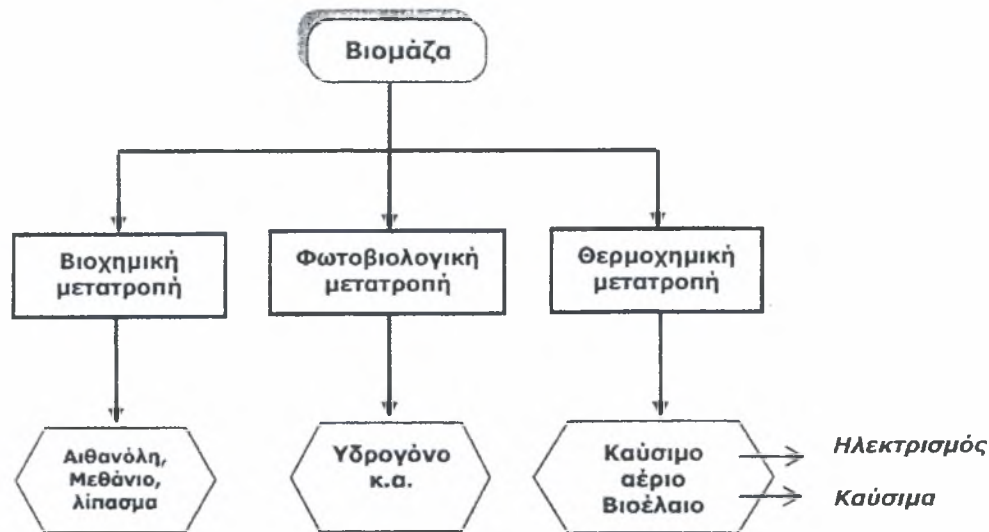 Βιομάζα
Βιοχημική
μετατροπή
Φωτοβιολογική
μετατροπή
Θερμοχημική
μετατροπή
Αιθανόλη,
Μεθάνιο,
λίπασμα
Υδρογόνο
κ.α.
Καύσιμο
αέριο
Βιοέλαιο
Ηλεκτρισμός
Καύσιμα